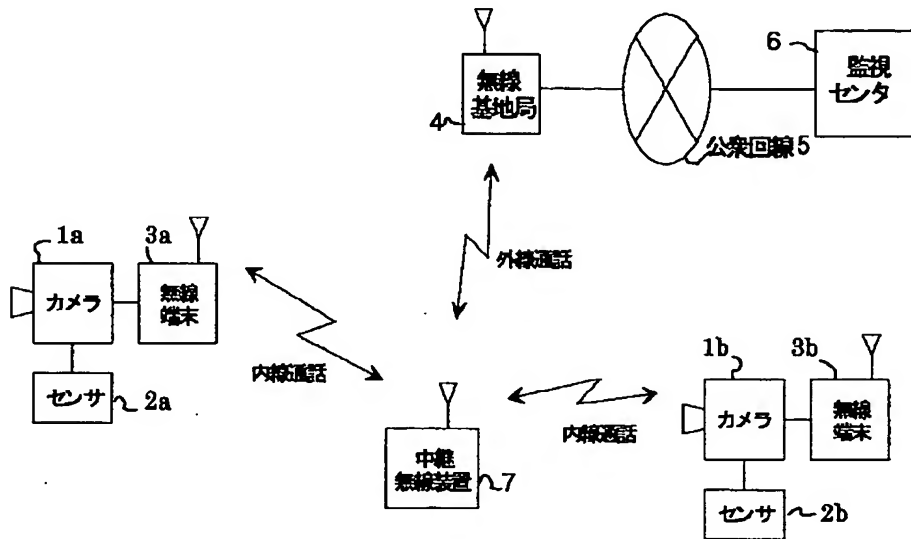 6
監視
センタ
無線
基地局
4
公衆回線5
1a
3a
カメラ
無線
端末
外線通話
センサ
2a
内線通話
1b
3b
カメラ
無線
端末
内線通話
中継
無線装置
7
センサ
2b